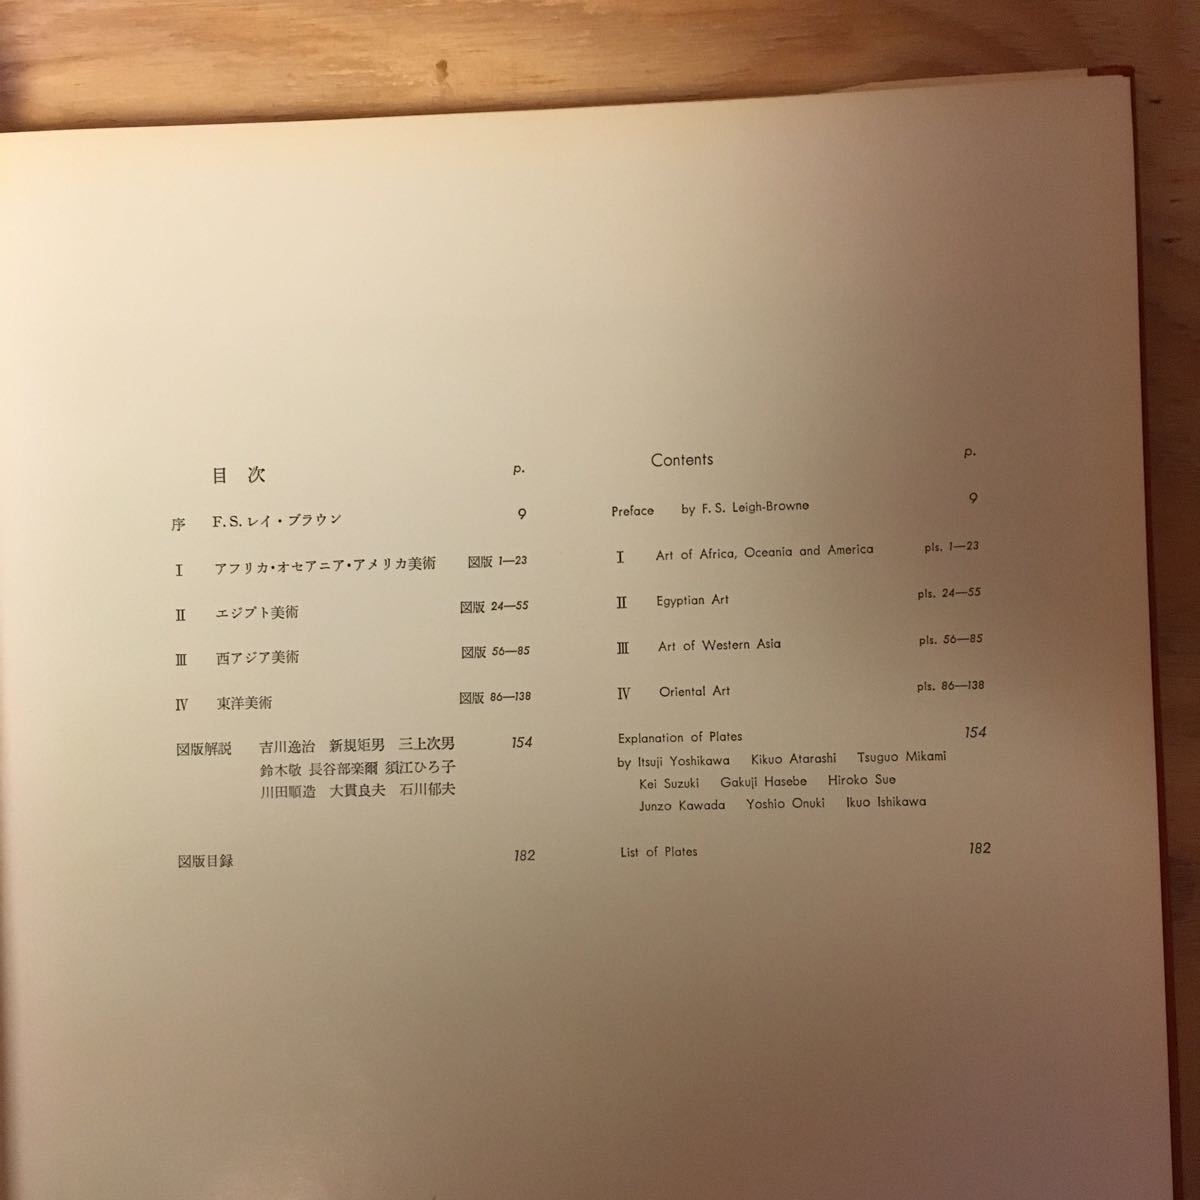 目次 p.
序 F.S.レイ・ブラウン 9
I アフリカ・オセアニア・アメリカ美術 図版 1—23
II エジプト美術 図版 24—55
III 西アジア美術 図版 56—85
IV 東洋美術 図版 86—138
図版解説 吉川逸治 新規矩男 三上次男 154
鈴木敬 長谷部楽爾 須江ひろ子
川田順造 大貫良夫 石川郁夫
図版目録 182
Contents p.
Preface by F. S. Leigh-Browne 9
I Art of Africa, Oceania and America pls. 1—23
II Egyptian Art pls. 24—55
III Art of Western Asia pls. 56—85
IV Oriental Art pls. 86—138
Explanation of Plates 154
by Itsuji Yoshikawa Kikuo Atarashi Tsuguo Mikami
Kei Suzuki Gakuji Hasebe Hiroko Sue
Junzo Kawada Yoshio Onuki Ikuo Ishikawa
List of Plates 182